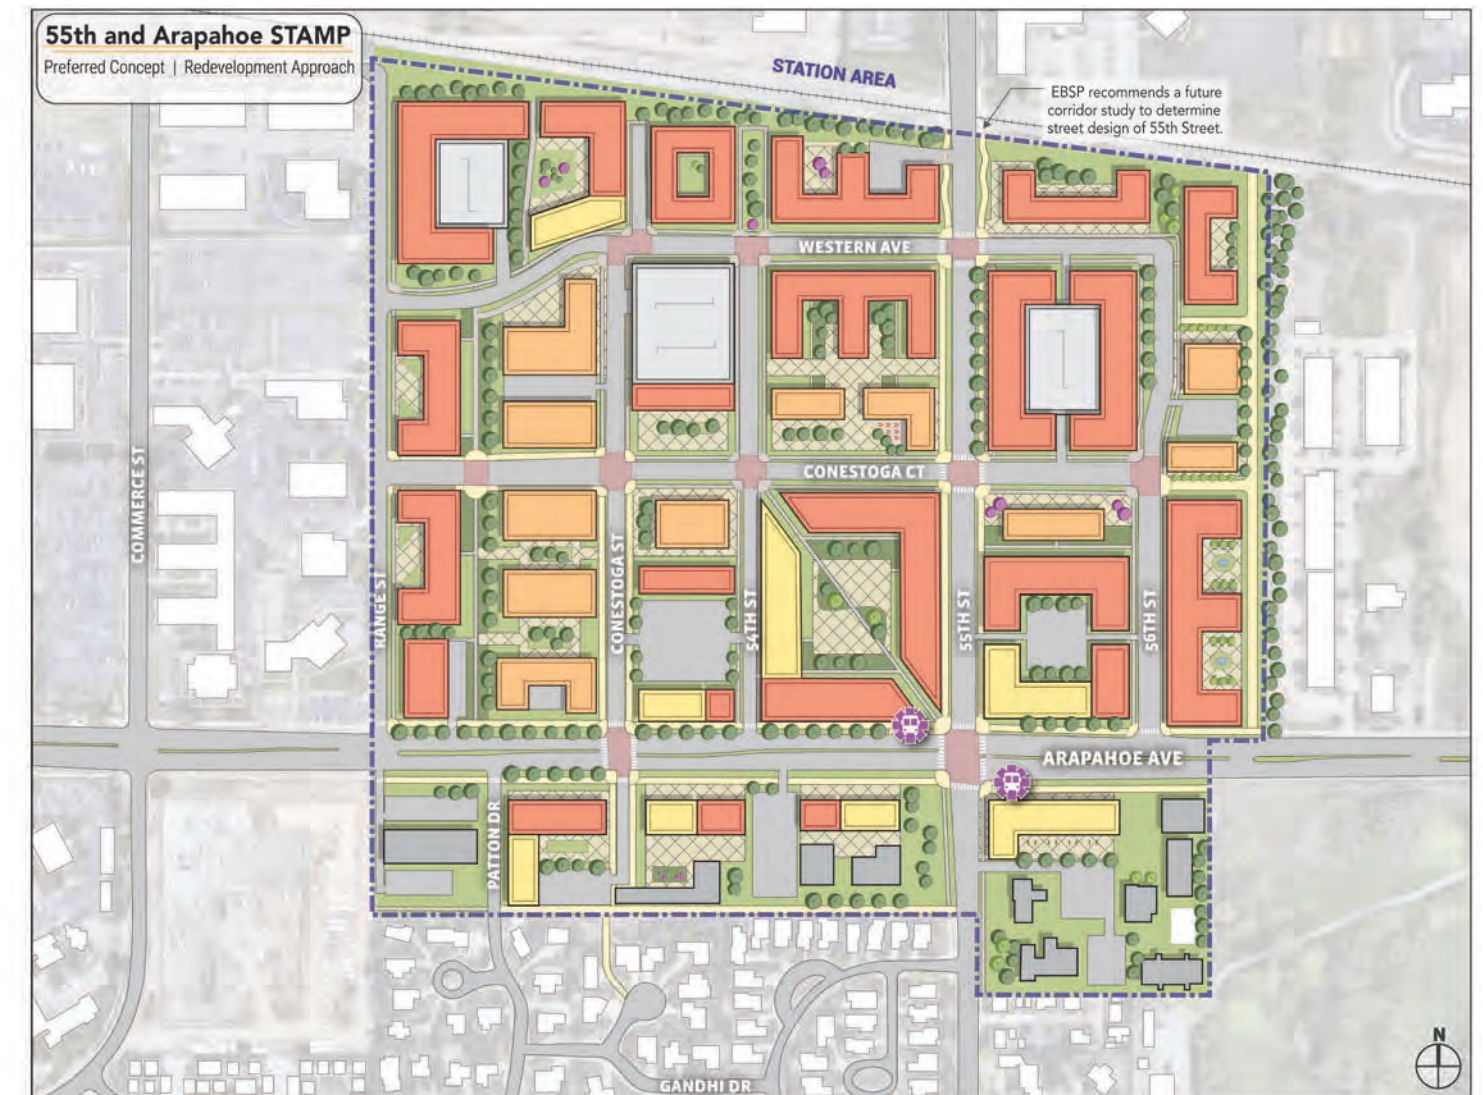 55th and Arapahoe STAMP
Preferred Concept | Redevelopment Approach
STATION AREA
EBSP recommends a future
corridor study to determine
street design of 55th Street.
WESTERN AVE
CONESTOGA CT
COMMERCE ST
RANGE ST
CONESTOGA ST
54TH ST
55TH ST
56TH ST
ARAPAHOE AVE
PATTON DR
GANDHI DR
N